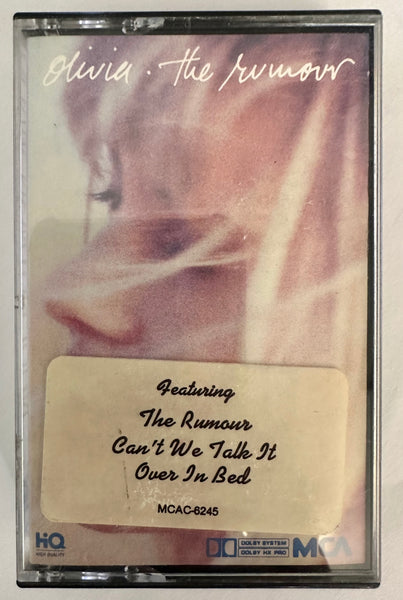 olivia . the rumour
Featuring
The Rumour
Can't We Talk It
Over In Bed
MCAC-6245
HiQ
HIGH QUALITY
DOLBY SYSTEM
DOLBY HX PRO
MCA